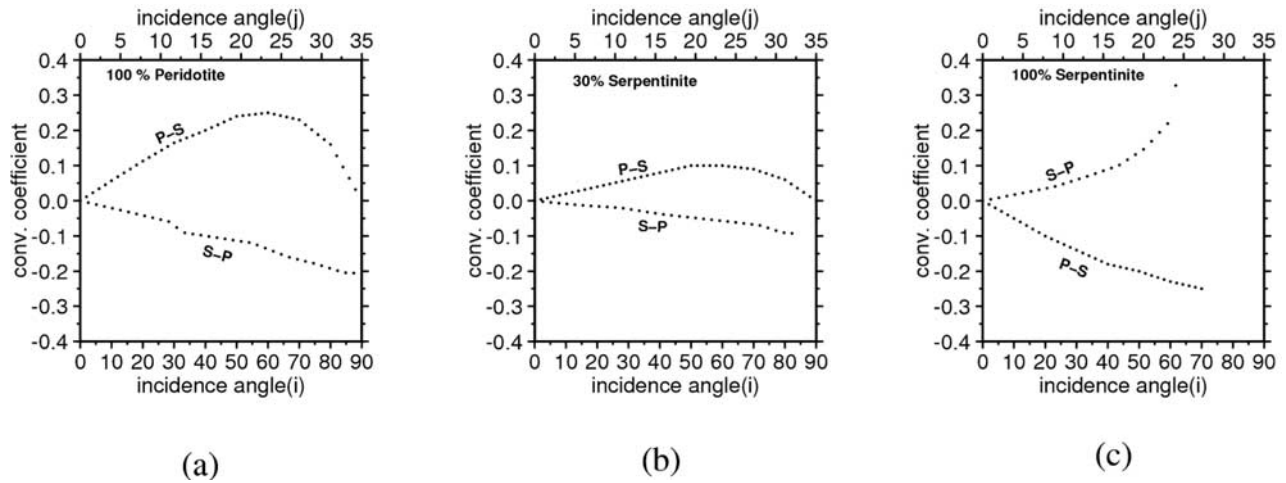 incidence angle(j)
0 5 10 15 20 25 30 35
0.4
0.3
0.2
0.1
0.0
-0.1
-0.2
-0.3
-0.4
conv. coefficient
100 % Peridotite
P–S
S–P
0 10 20 30 40 50 60 70 80 90
incidence angle(i)
(a)
incidence angle(j)
0 5 10 15 20 25 30 35
0.4
0.3
0.2
0.1
0.0
-0.1
-0.2
-0.3
-0.4
conv. coefficient
30% Serpentinite
P–S
S–P
0 10 20 30 40 50 60 70 80 90
incidence angle(i)
(b)
incidence angle(j)
0 5 10 15 20 25 30 35
0.4
0.3
0.2
0.1
0.0
-0.1
-0.2
-0.3
-0.4
conv. coefficient
100% Serpentinite
S–P
P–S
0 10 20 30 40 50 60 70 80 90
incidence angle(i)
(c)